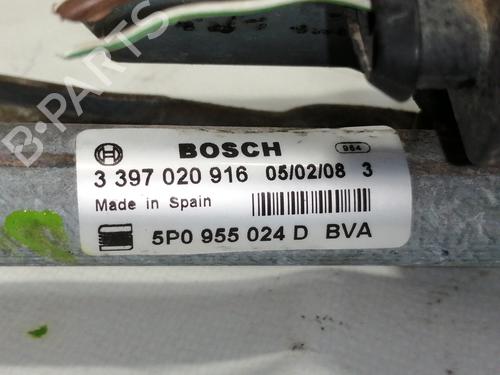 B-PARTS
BOSCH 984
3 397 020 916 05/02/08 3
Made in Spain
5P0 955 024 D BVA